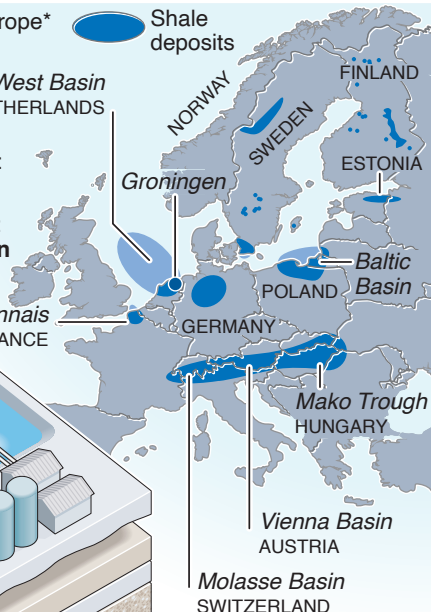 rope*
Shale
deposits
West Basin
THERLANDS
NORWAY
SWEDEN
FINLAND
ESTONIA
Groningen
n
Baltic
Basin
POLAND
nnais
ANCE
GERMANY
Mako Trough
HUNGARY
Vienna Basin
AUSTRIA
Molasse Basin
SWITZERLAND